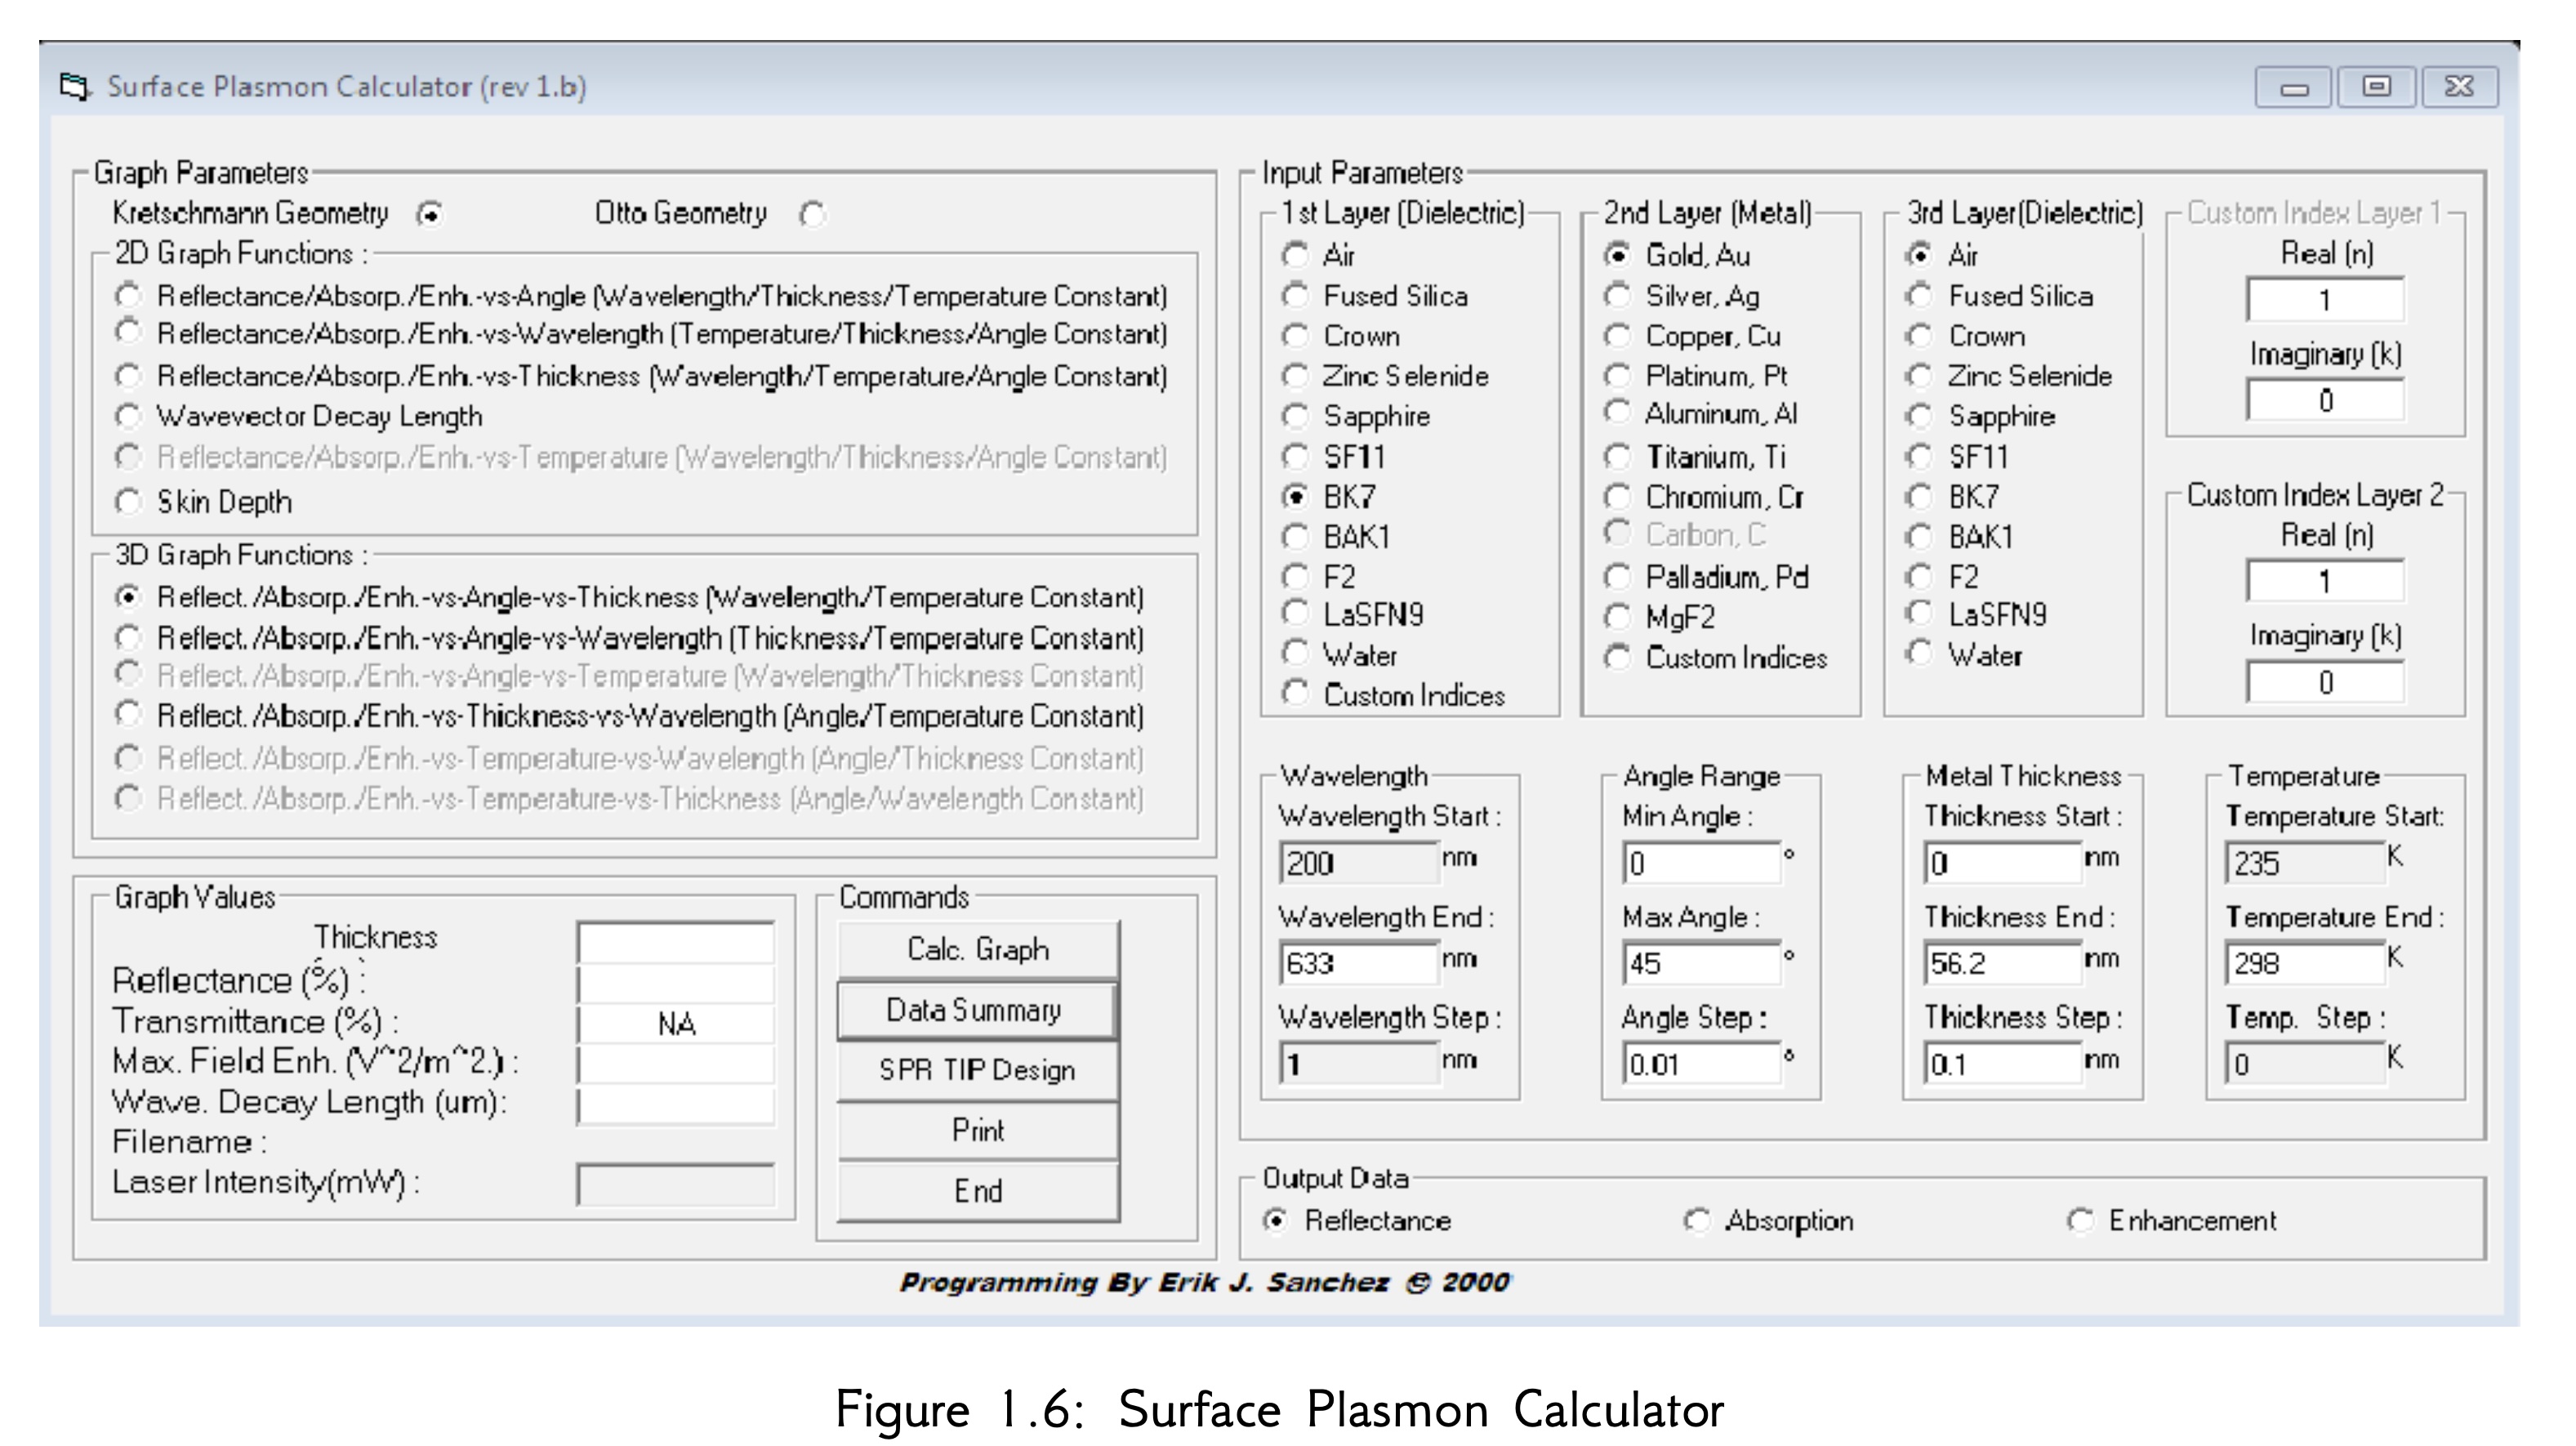 Surface Plasmon Calculator (rev 1.b)
Graph Parameters
Kretschmann Geometry
Otto Geometry
2D Graph Functions :
Reflectance/Absorp./Enh.-vs-Angle (Wavelength/Thickness/Temperature Constant)
Reflectance/Absorp./Enh.-vs-Wavelength (Temperature/Thickness/Angle Constant)
Reflectance/Absorp./Enh.-vs-Thickness (Wavelength/Temperature/Angle Constant)
Wavevector Decay Length
Reflectance/Absorp./Enh.-vs-Temperature (Wavelength/Thickness/Angle Constant)
Skin Depth
3D Graph Functions :
Reflect./Absorp./Enh.-vs-Angle-vs-Thickness (Wavelength/Temperature Constant)
Reflect./Absorp./Enh.-vs-Angle-vs-Wavelength (Thickness/Temperature Constant)
Reflect./Absorp./Enh.-vs-Angle-vs-Temperature (Wavelength/Thickness Constant)
Reflect./Absorp./Enh.-vs-Thickness-vs-Wavelength (Angle/Temperature Constant)
Reflect./Absorp./Enh.-vs-Temperature-vs-Wavelength (Angle/Thickness Constant)
Reflect./Absorp./Enh.-vs-Temperature-vs-Thickness (Angle/Wavelength Constant)
Graph Values
Thickness
Reflectance (%) :
Transmittance (%) : NA
Max. Field Enh. (V^2/m^2.) :
Wave. Decay Length (um):
Filename :
Laser Intensity(mW) :
Commands
Calc. Graph
Data Summary
SPR TIP Design
Print
End
Input Parameters
1st Layer (Dielectric)
Air
Fused Silica
Crown
Zinc Selenide
Sapphire
SF11
BK7
BAK1
F2
LaSFN9
Water
Custom Indices
2nd Layer (Metal)
Gold, Au
Silver, Ag
Copper, Cu
Platinum, Pt
Aluminum, Al
Titanium, Ti
Chromium, Cr
Carbon, C
Palladium, Pd
MgF2
Custom Indices
3rd Layer(Dielectric)
Air
Fused Silica
Crown
Zinc Selenide
Sapphire
SF11
BK7
BAK1
F2
LaSFN9
Water
Custom Index Layer 1
Real (n)
1
Imaginary (k)
0
Custom Index Layer 2
Real (n)
1
Imaginary (k)
0
Wavelength
Wavelength Start :
200 nm
Wavelength End :
633 nm
Wavelength Step :
1 nm
Angle Range
Min Angle :
0 °
Max Angle :
45 °
Angle Step :
0.01 °
Metal Thickness
Thickness Start :
0 nm
Thickness End :
56.2 nm
Thickness Step :
0.1 nm
Temperature
Temperature Start:
235 K
Temperature End :
298 K
Temp. Step :
0 K
Output Data
Reflectance
Absorption
Enhancement
Programming By Erik J. Sanchez © 2000
Figure 1.6: Surface Plasmon Calculator